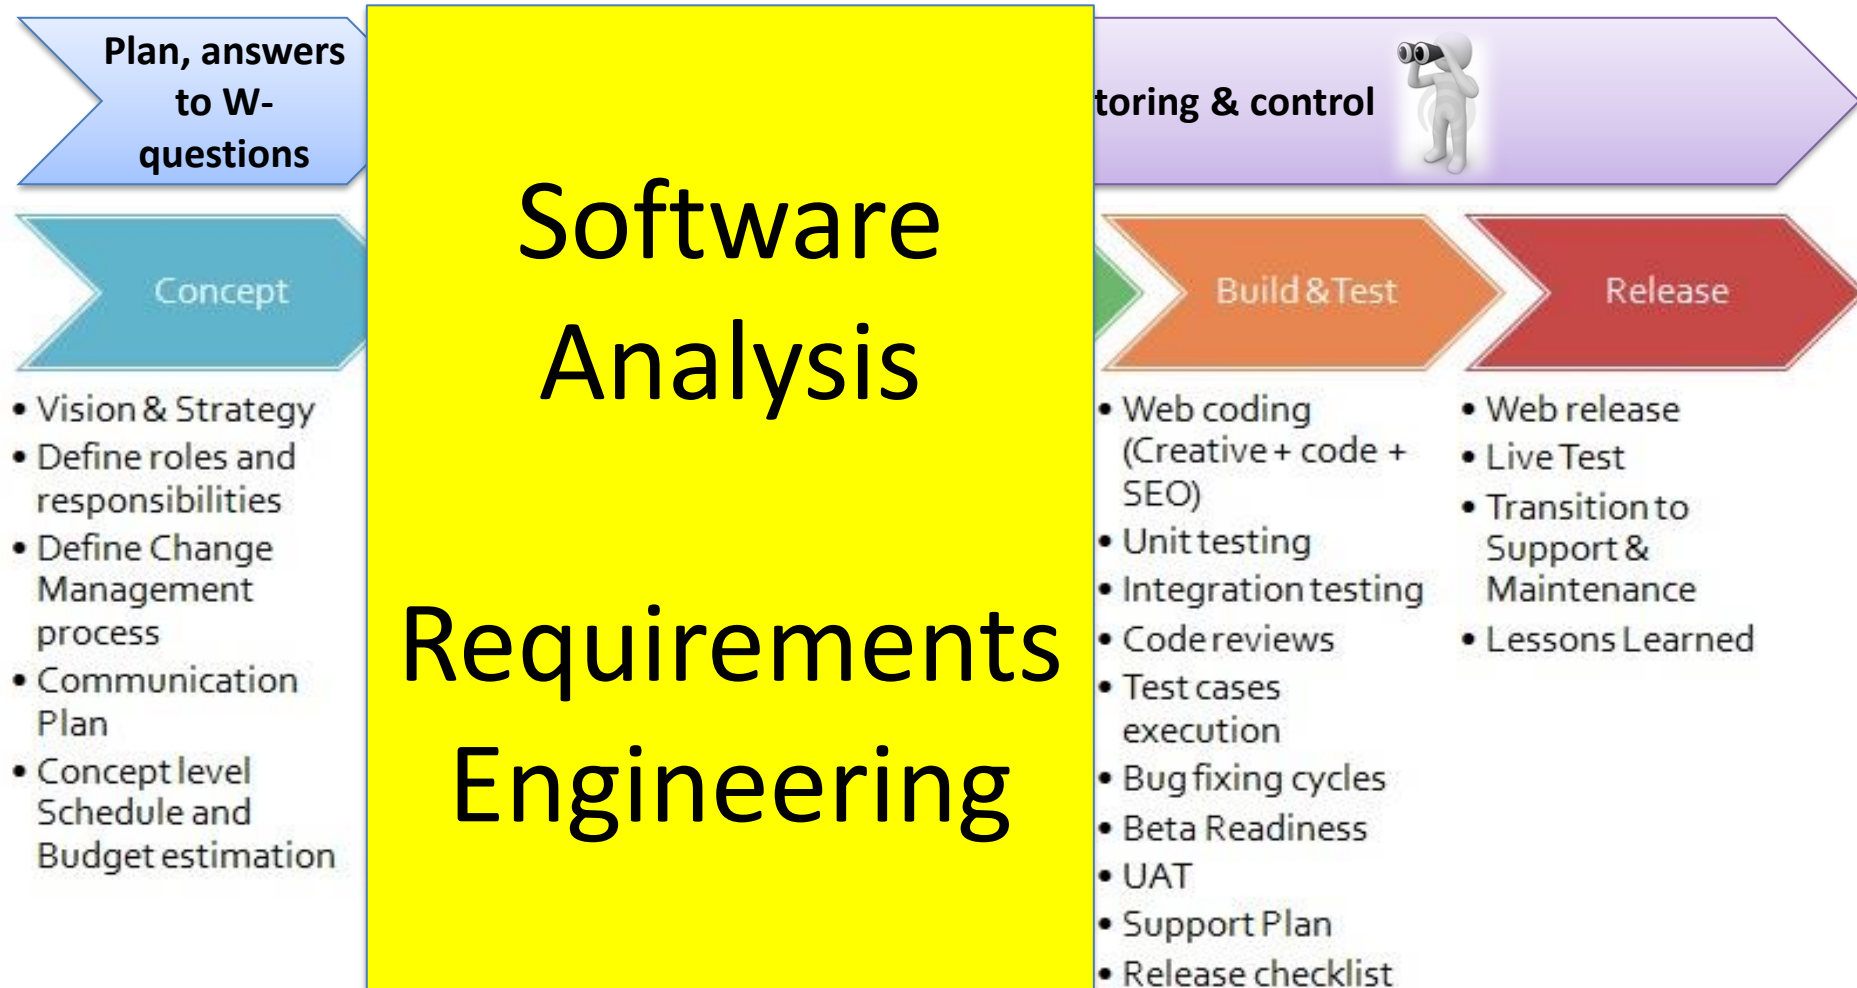 Plan, answers
to W-
questions
toring & control
Software
Analysis
Requirements
Engineering
Concept
• Vision & Strategy
• Define roles and
responsibilities
• Define Change
Management
process
• Communication
Plan
• Concept level
Schedule and
Budget estimation
Build & Test
• Web coding
(Creative + code +
SEO)
• Unit testing
• Integration testing
• Code reviews
• Test cases
execution
• Bug fixing cycles
• Beta Readiness
• UAT
• Support Plan
• Release checklist
Release
• Web release
• Live Test
• Transition to
Support &
Maintenance
• Lessons Learned